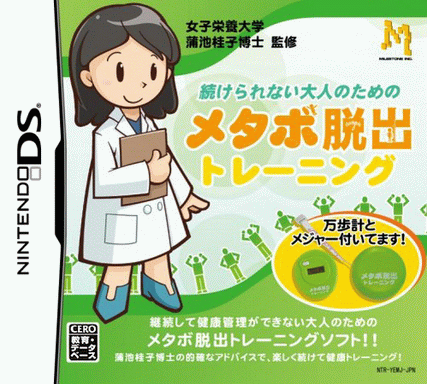 女子栄養大学
蒲池桂子博士 監修
M
MILESTONE INC.
NINTENDO DS
続けられない大人のための
メタボ脱出
トレーニング
万歩計と
メジャー付いてます!
メタボ脱出
トレーニング
継続して健康管理ができない大人のための
メタボ脱出トレーニングソフト!!
蒲池桂子博士の的確なアドバイスで、楽しく続けて健康トレーニング!
CERO
教育・データベース
NTR-YEMJ-JPN